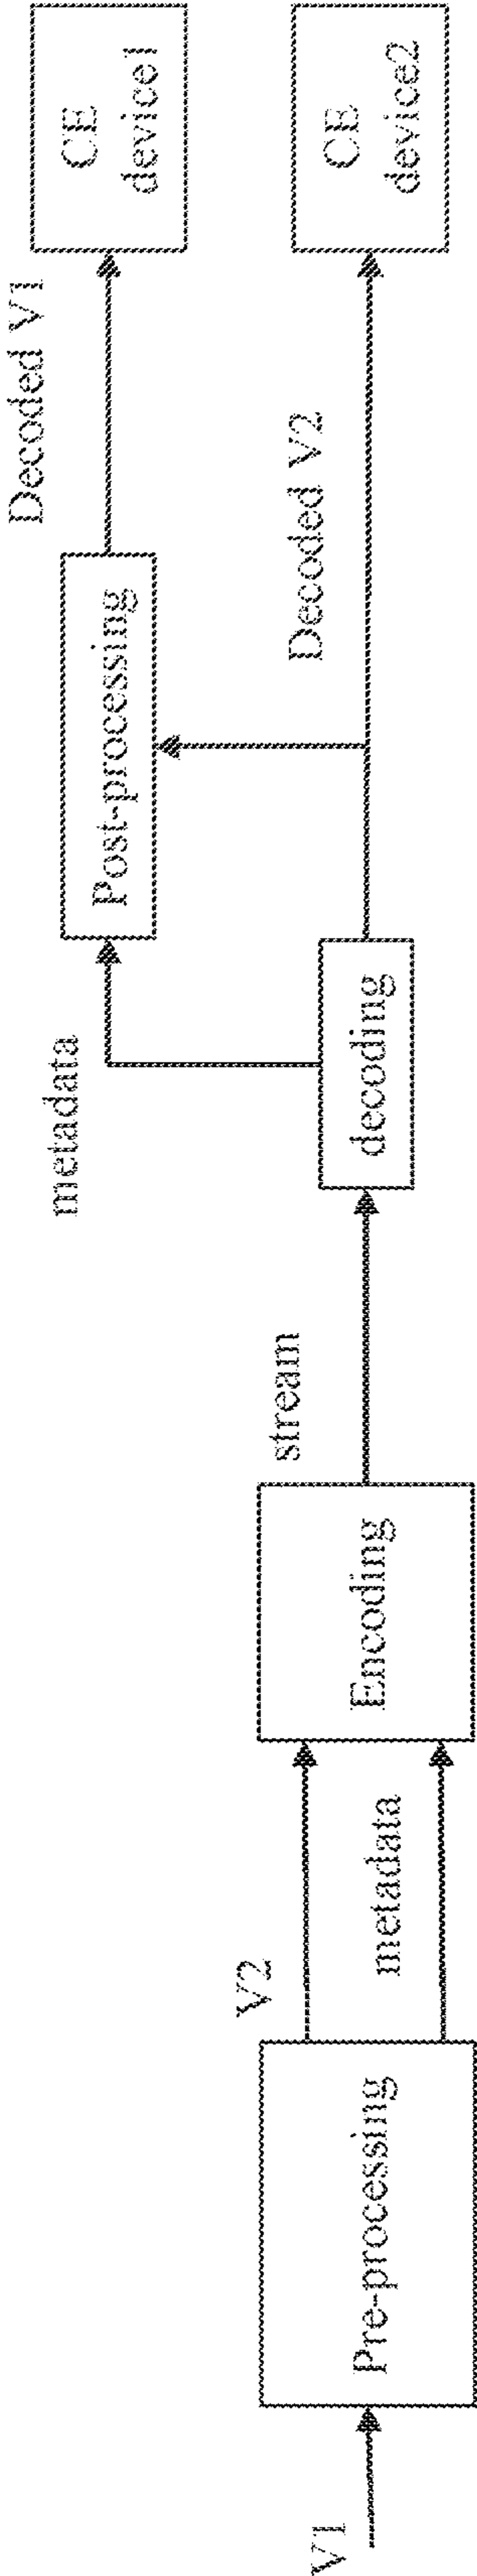 V1
Pre-processing
V2
metadata
Encoding
stream
decoding
metadata
Post-processing
Decoded V1
Decoded V2
CE
device1
CE
device2